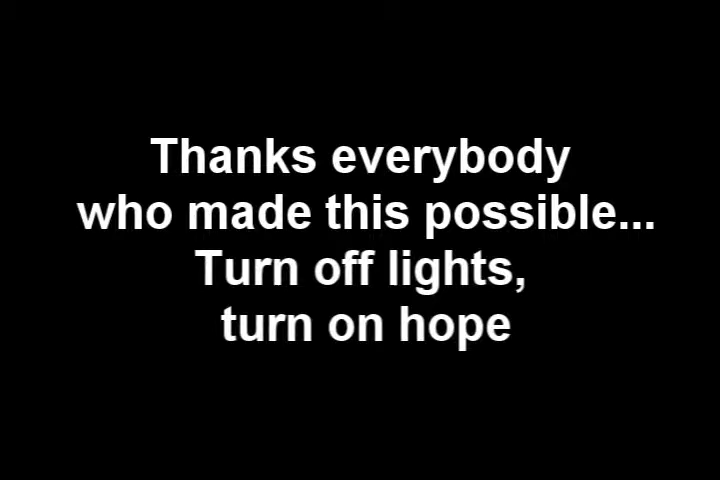 Thanks everybody
who made this possible...
Turn off lights,
turn on hope